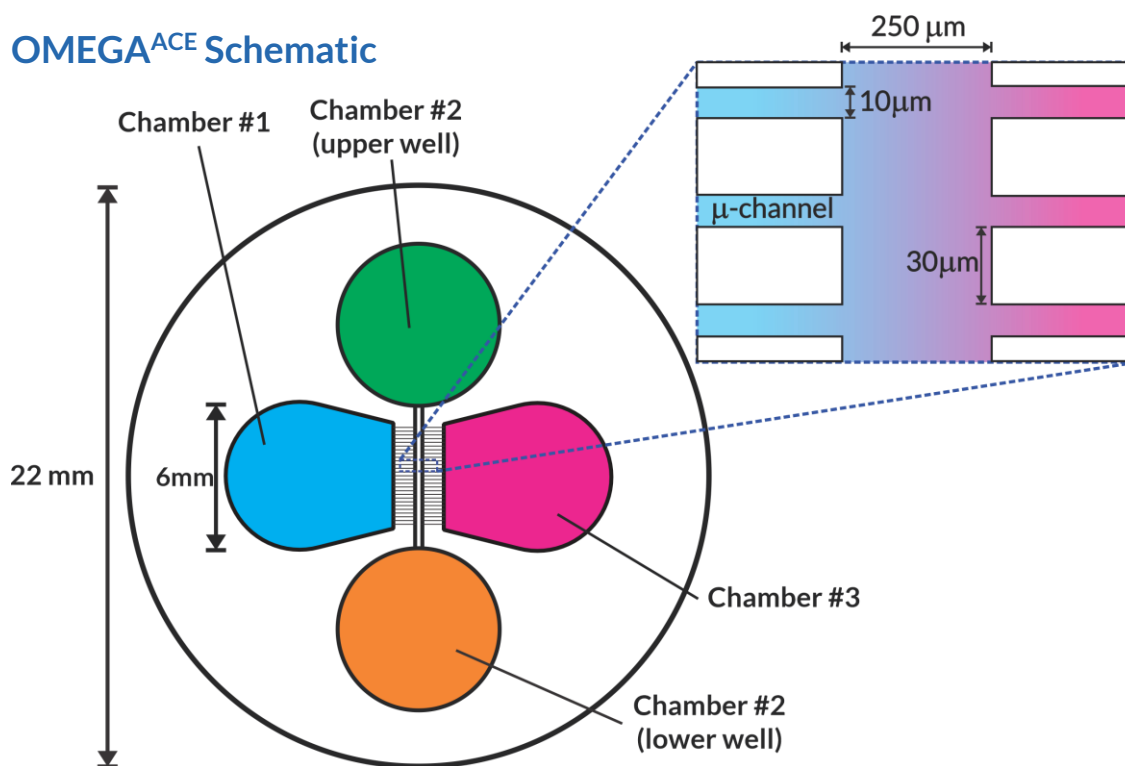 OMEGAᴬᶜᴱ Schematic
250 μm
10μm
μ-channel
30μm
Chamber #1
Chamber #2
(upper well)
22 mm
6mm
Chamber #3
Chamber #2
(lower well)